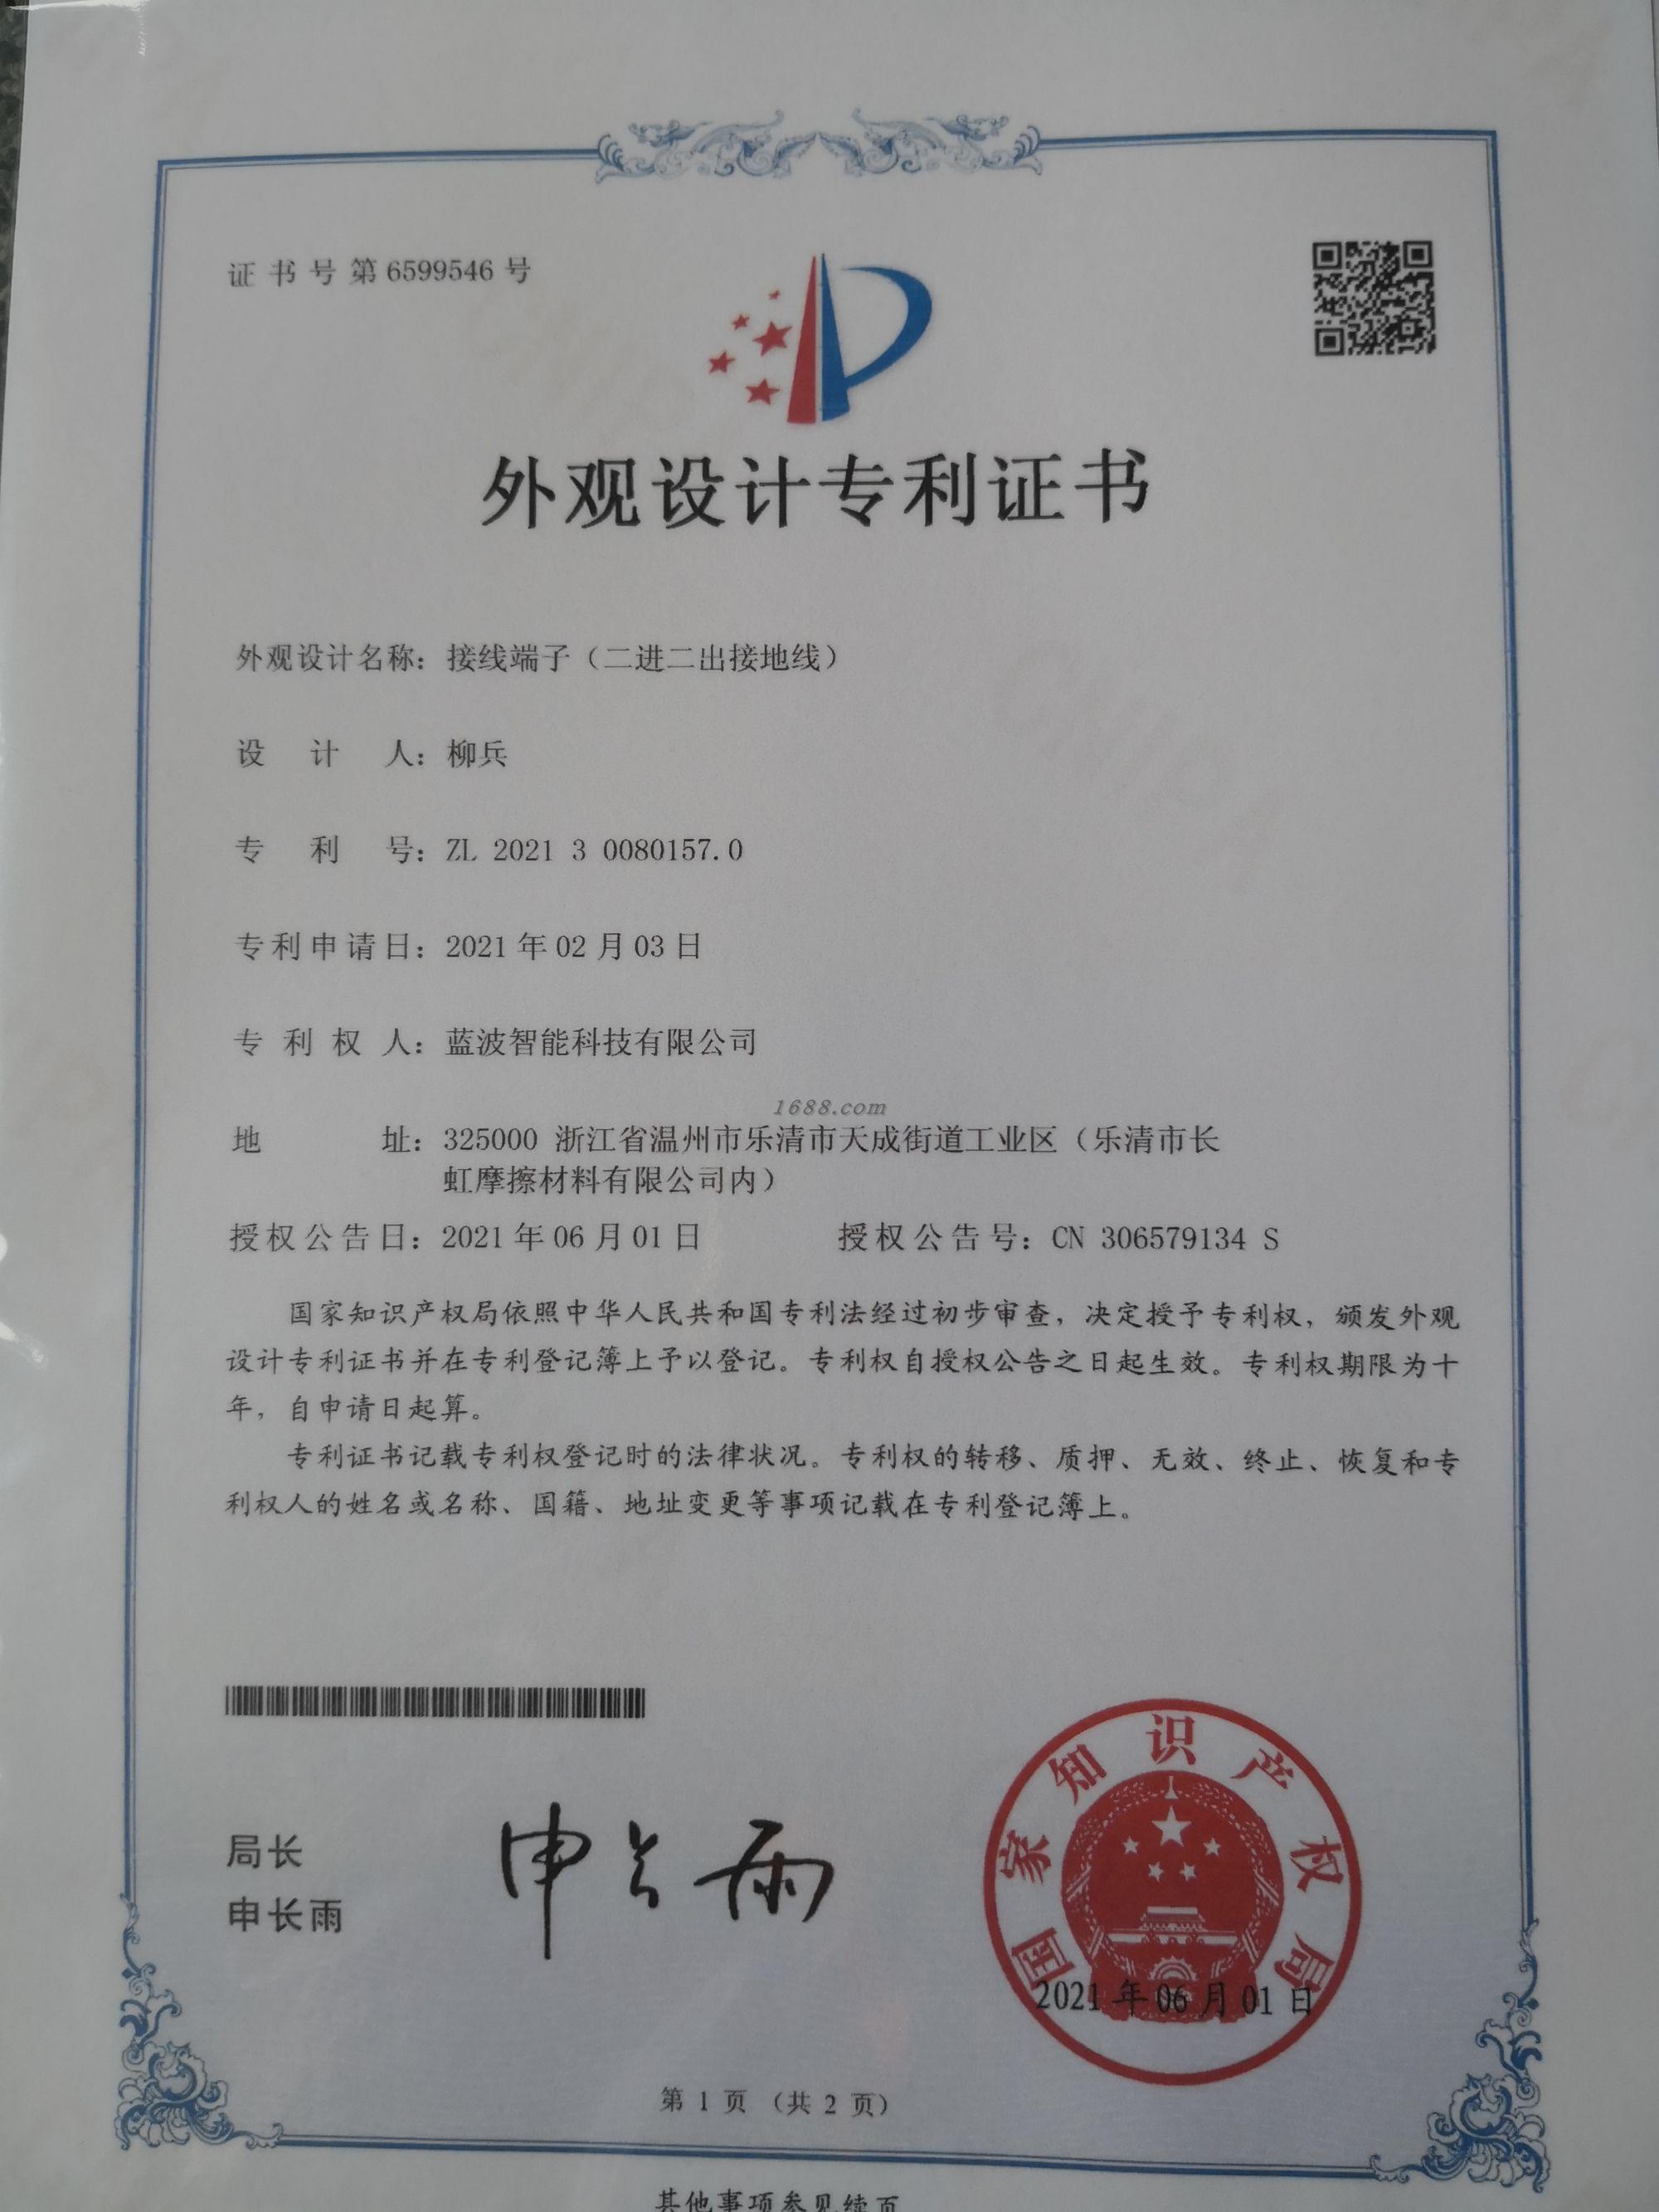 证书号第6599546号
外观设计专利证书
外观设计名称：接线端子（二进二出接地线）
设计人：柳兵
专利号：ZL 2021 3 0080157.0
专利申请日：2021年02月03日
专利权人：蓝波智能科技有限公司
1688.com
地址：325000 浙江省温州市乐清市天成街道工业区（乐清市长
虹摩擦材料有限公司内）
授权公告日：2021年06月01日 授权公告号：CN 306579134 S
国家知识产权局依照中华人民共和国专利法经过初步审查，决定授予专利权，颁发外观
设计专利证书并在专利登记簿上予以登记。专利权自授权公告之日起生效。专利权期限为十
年，自申请日起算。
专利证书记载专利权登记时的法律状况。专利权的转移、质押、无效、终止、恢复和专
利权人的姓名或名称、国籍、地址变更等事项记载在专利登记簿上。
局长
申长雨
申长雨
国家知识产权局
2021年06月01日
第1页（共2页）
其他事项参见续页